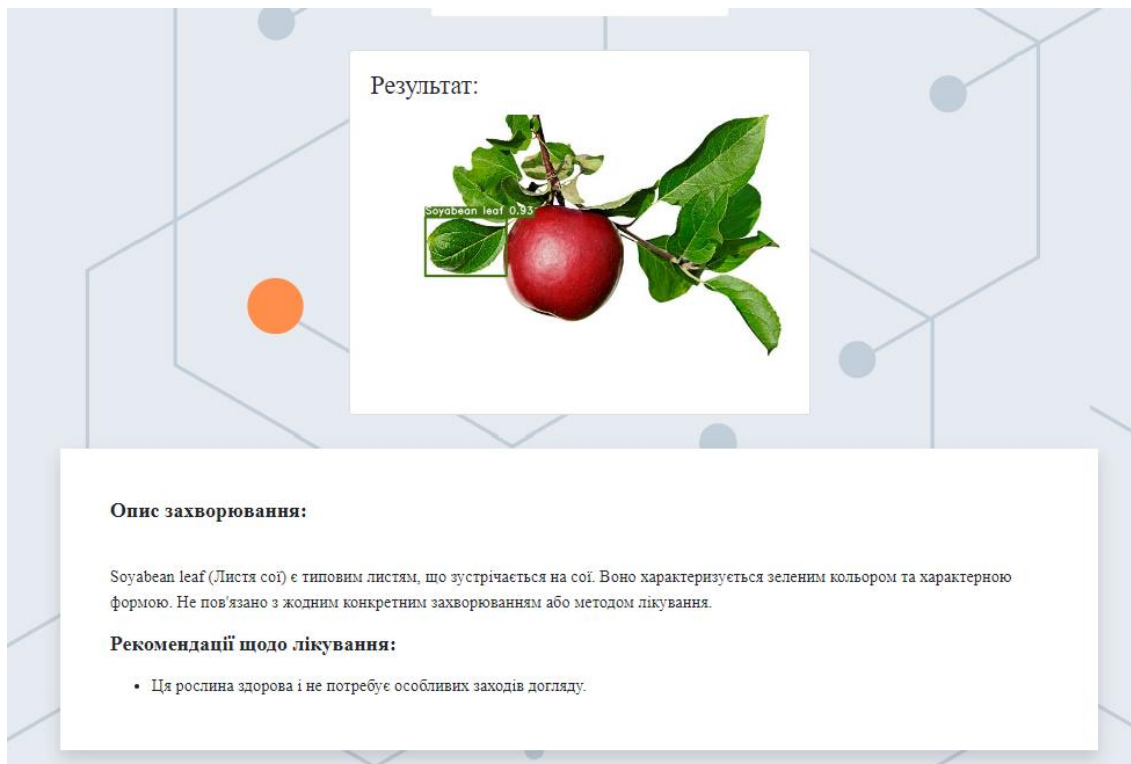 Результат:
Soyabean leaf 0.93
Опис захворювання:
Soyabean leaf (Листя сої) є типовим листям, що зустрічається на сої. Воно характеризується зеленим кольором та характерною
формою. Не пов'язано з жодним конкретним захворюванням або методом лікування.
Рекомендації щодо лікування:
• Ця рослина здорова і не потребує особливих заходів догляду.